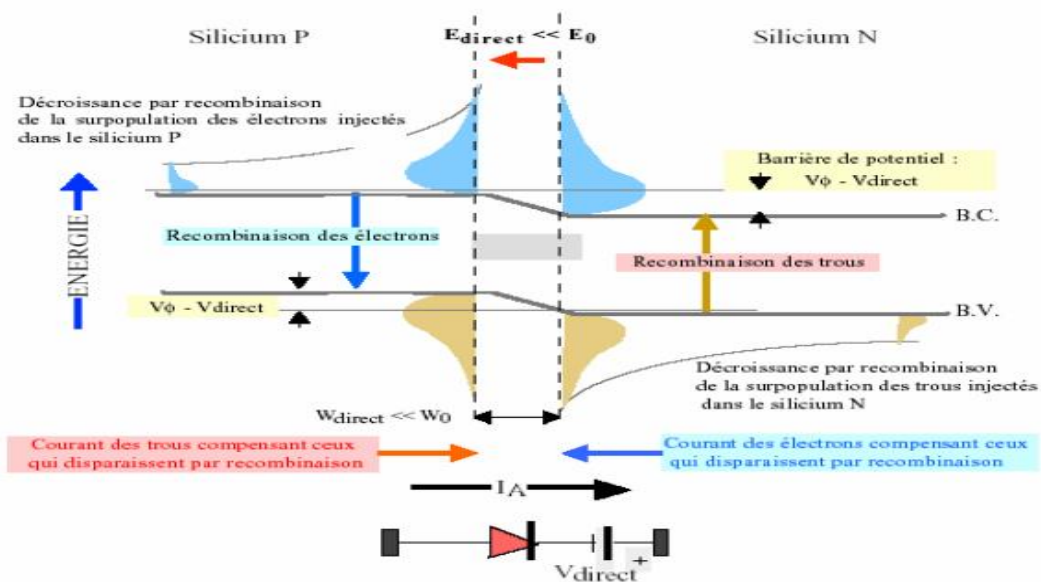 Silicium P
Edirect << E0
Silicium N
Décroissance par recombinaison
de la surpopulation des électrons injectés
dans le silicium P
Barrière de potentiel :
Vϕ - Vdirect
B.C.
ENERGIE
Recombinaison des électrons
Recombinaison des trous
Vϕ - Vdirect
B.V.
Décroissance par recombinaison
de la surpopulation des trous injectés
dans le silicium N
Wdirect << W0
Courant des trous compensant ceux
qui disparaissent par recombinaison
Courant des électrons compensant ceux
qui disparaissent par recombinaison
IA
+
Vdirect